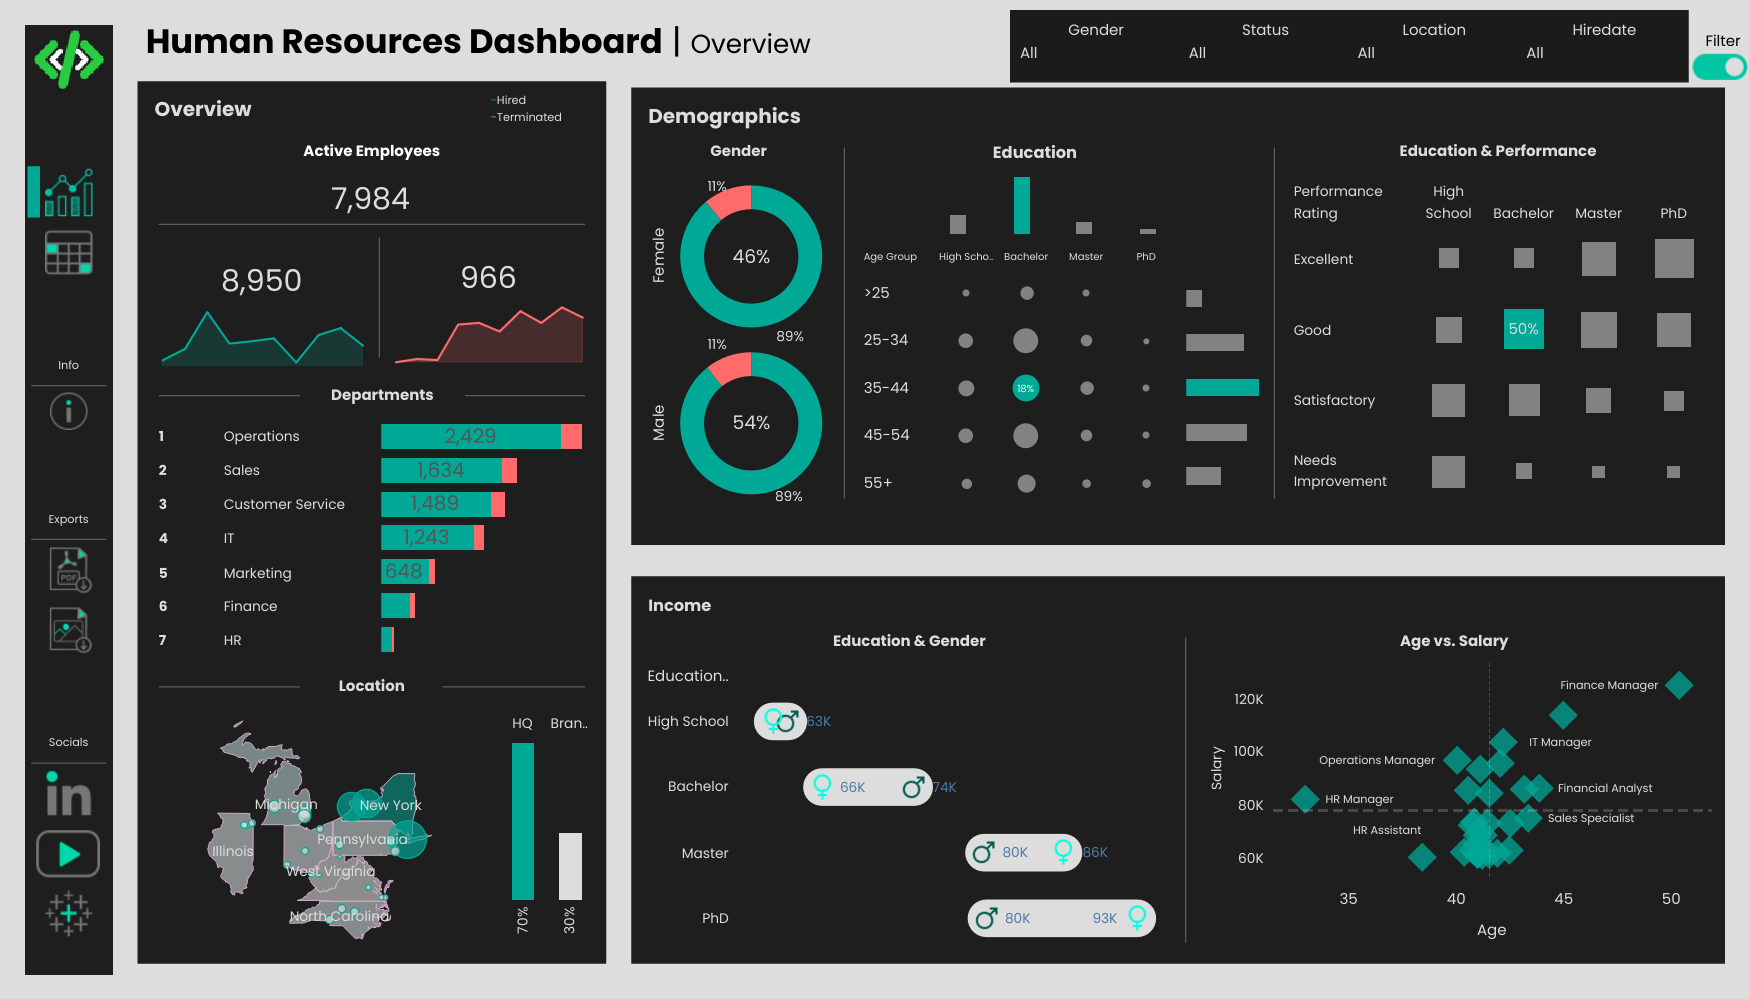 Human Resources Dashboard | Overview
Gender Status Location Hiredate
All All All All
Filter
Info
Exports
PDF
Socials
in
Overview
-Hired
-Terminated
Active Employees
7,984
8,950
966
Departments
1 Operations 2,429
2 Sales 1,634
3 Customer Service 1,489
4 IT 1,243
5 Marketing 648
6 Finance
7 HR
Location
HQ Bran..
Michigan
New York
Pennsylvania
Illinois
West Virginia
North Carolina
70% 30%
Demographics
Gender
Female
11%
46%
89%
Male
11%
54%
89%
Education
Age Group High Scho.. Bachelor Master PhD
>25
25-34
35-44 18%
45-54
55+
Education & Performance
Performance
Rating
High
School
Bachelor Master PhD
Excellent
Good 50%
Satisfactory
Needs
Improvement
Income
Education & Gender
Education..
High School 63K
Bachelor 66K 74K
Master 80K 86K
PhD 80K 93K
Age vs. Salary
Salary
120K
100K
80K
60K
Finance Manager
IT Manager
Operations Manager
Financial Analyst
HR Manager
Sales Specialist
HR Assistant
35 40 45 50
Age